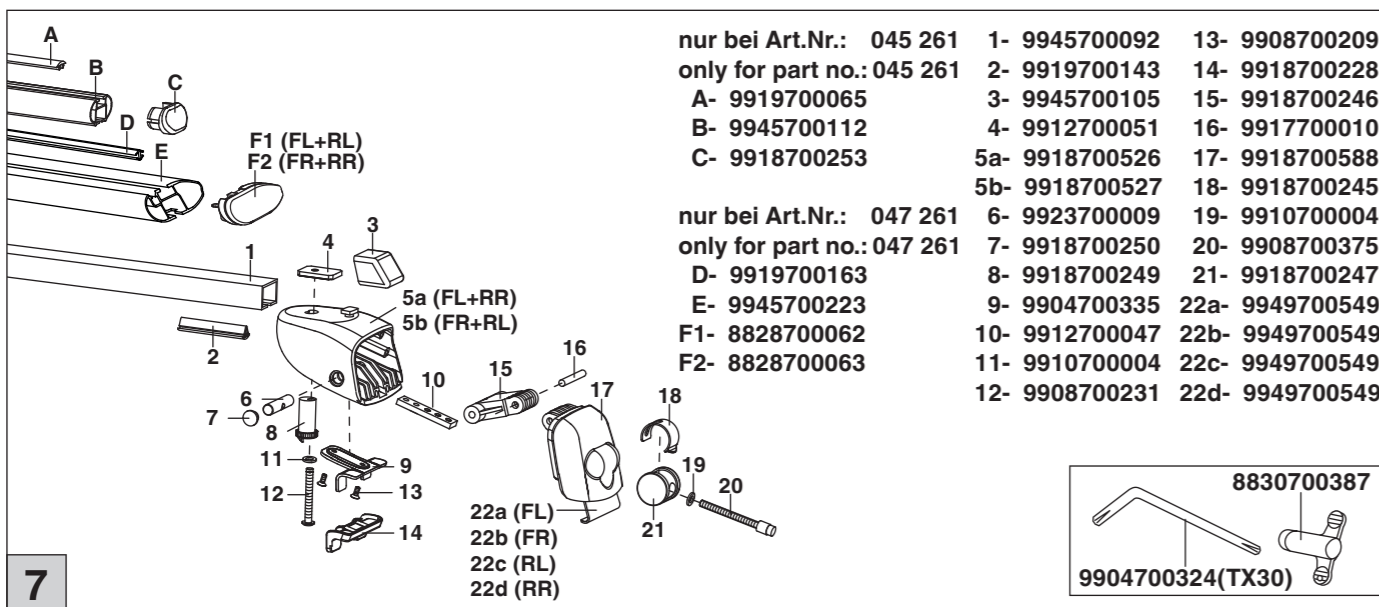 A
B
C
D
E
F1 (FL+RL)
F2 (FR+RR)
1
2
3
4
5a (FL+RR)
5b (FR+RL)
6
7
8
9
10
11
12
13
14
15
16
17
18
19
20
21
22a (FL)
22b (FR)
22c (RL)
22d (RR)
nur bei Art.Nr.: 045 261
only for part no.: 045 261
A- 9919700065
B- 9945700112
C- 9918700253
nur bei Art.Nr.: 047 261
only for part no.: 047 261
D- 9919700163
E- 9945700223
F1- 8828700062
F2- 8828700063
1- 9945700092
2- 9919700143
3- 9945700105
4- 9912700051
5a- 9918700526
5b- 9918700527
6- 9923700009
7- 9918700250
8- 9918700249
9- 9904700335
10- 9912700047
11- 9910700004
12- 9908700231
13- 9908700209
14- 9918700228
15- 9918700246
16- 9917700010
17- 9918700588
18- 9918700245
19- 9910700004
20- 9908700375
21- 9918700247
22a- 9949700549
22b- 9949700549
22c- 9949700549
22d- 9949700549
8830700387
9904700324(TX30)
7